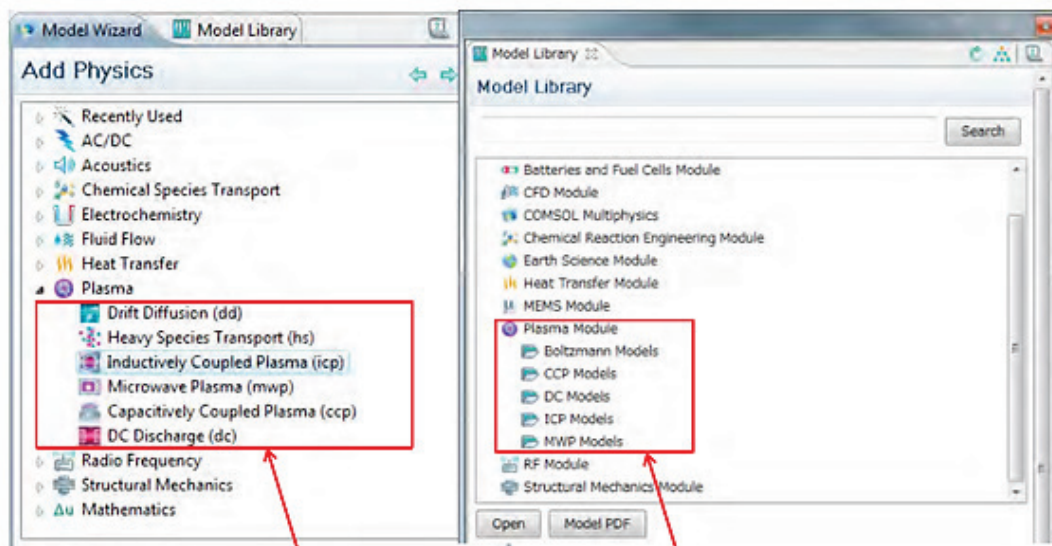 Model Wizard
Model Library
Add Physics
Recently Used
AC/DC
Acoustics
Chemical Species Transport
Electrochemistry
Fluid Flow
Heat Transfer
Plasma
Drift Diffusion (dd)
Heavy Species Transport (hs)
Inductively Coupled Plasma (icp)
Microwave Plasma (mwp)
Capacitively Coupled Plasma (ccp)
DC Discharge (dc)
Radio Frequency
Structural Mechanics
Δu Mathematics
Model Library
Model Library
Search
Batteries and Fuel Cells Module
CFD Module
COMSOL Multiphysics
Chemical Reaction Engineering Module
Earth Science Module
Heat Transfer Module
MEMS Module
Plasma Module
Boltzmann Models
CCP Models
DC Models
ICP Models
MWP Models
RF Module
Structural Mechanics Module
Open
Model PDF